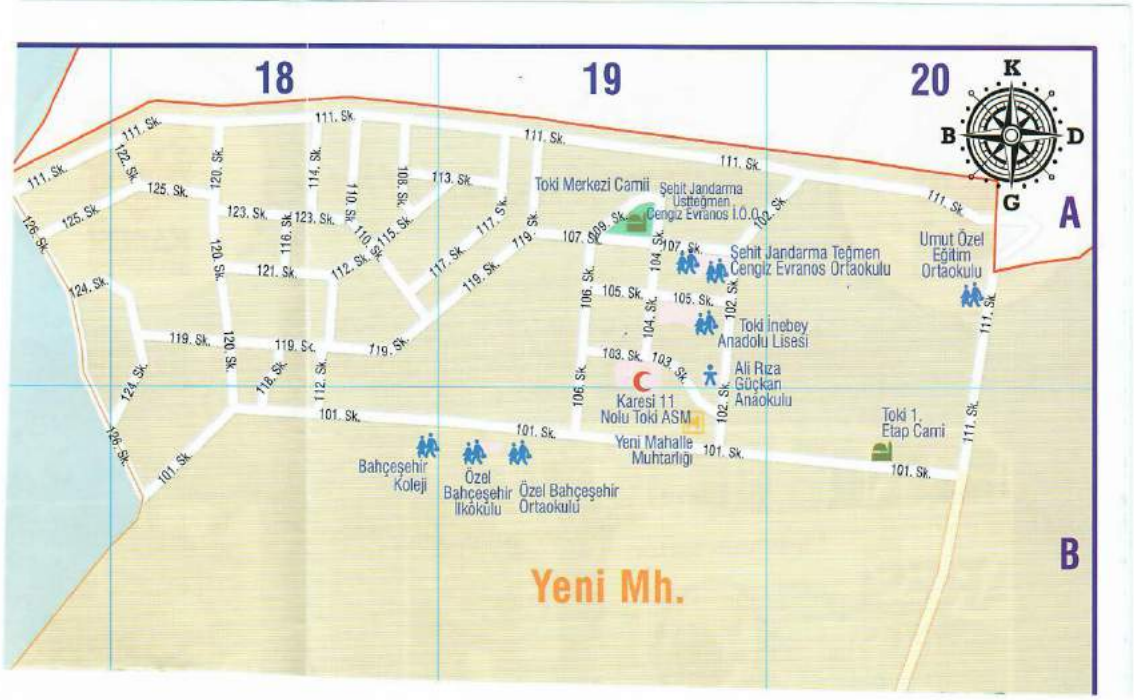 18
19
20
K
B
D
G
A
B
111. Sk.
111. Sk.
111. Sk.
111. Sk.
111. Sk.
111. Sk.
122. Sk.
120. Sk.
114. Sk.
110. Sk.
108. Sk.
113. Sk.
125. Sk.
125. Sk.
126. Sk.
123. Sk.
123. Sk.
116. Sk.
110. Sk.
115. Sk.
117. Sk.
119. Sk.
Toki Merkezi Camii
Şehit Jandarma
Üstteğmen
Cengiz Evranos İ.O.O
109. Sk.
107. Sk.
107. Sk.
102. Sk.
104. Sk.
Şehit Jandarma Teğmen
Cengiz Evranos Ortaokulu
Umut Özel
Eğitim
Ortaokulu
120. Sk.
121. Sk.
112. Sk.
117. Sk.
119. Sk.
124. Sk.
106. Sk.
105. Sk.
105. Sk.
102. Sk.
104. Sk.
111. Sk.
Toki İnebey
Anadolu Lisesi
119. Sk.
120. Sk.
119. Sk.
119. Sk.
103. Sk.
103. Sk.
124. Sk.
118. Sk.
112. Sk.
106. Sk.
Ali Rıza
Güçkan
Anaokulu
Karesi 11
Nolu Toki ASM
102. Sk.
101. Sk.
101. Sk.
Yeni Mahalle
Muhtarlığı
101. Sk.
Toki 1.
Etap Cami
111. Sk.
101. Sk.
126. Sk.
101. Sk.
Bahçeşehir
Koleji
Özel
Bahçeşehir
İlkokulu
Özel Bahçeşehir
Ortaokulu
Yeni Mh.